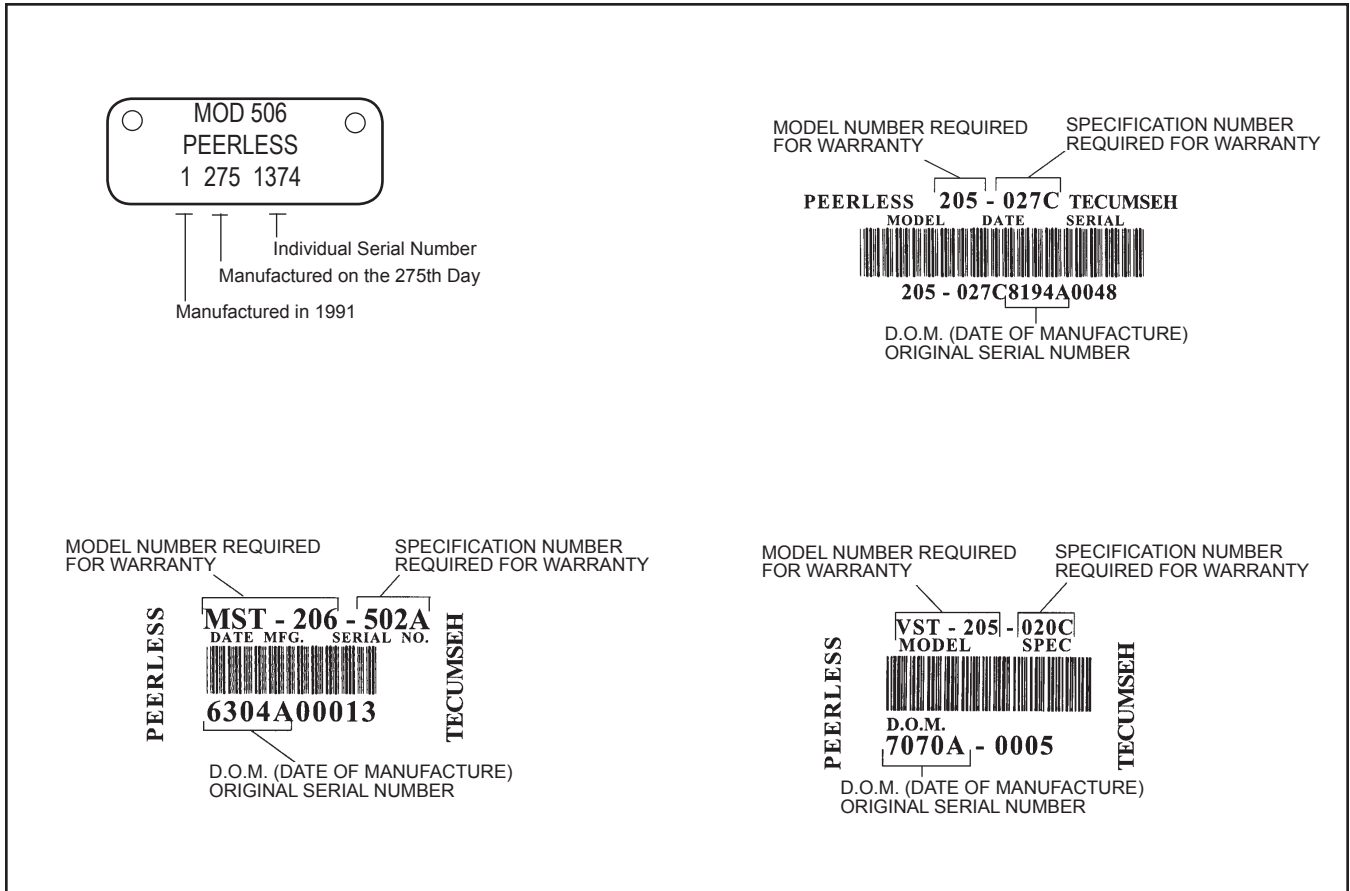 MOD 506
PEERLESS
1 275 1374
Individual Serial Number
Manufactured on the 275th Day
Manufactured in 1991
MODEL NUMBER REQUIRED
FOR WARRANTY
SPECIFICATION NUMBER
REQUIRED FOR WARRANTY
PEERLESS 205 - 027C TECUMSEH
MODEL DATE SERIAL
205 - 027C8194A0048
D.O.M. (DATE OF MANUFACTURE)
ORIGINAL SERIAL NUMBER
MODEL NUMBER REQUIRED
FOR WARRANTY
SPECIFICATION NUMBER
REQUIRED FOR WARRANTY
PEERLESS
MST - 206 - 502A
DATE MFG. SERIAL NO.
6304A00013
TECUMSEH
D.O.M. (DATE OF MANUFACTURE)
ORIGINAL SERIAL NUMBER
MODEL NUMBER REQUIRED
FOR WARRANTY
SPECIFICATION NUMBER
REQUIRED FOR WARRANTY
PEERLESS
VST - 205 - 020C
MODEL SPEC
D.O.M.
7070A - 0005
TECUMSEH
D.O.M. (DATE OF MANUFACTURE)
ORIGINAL SERIAL NUMBER